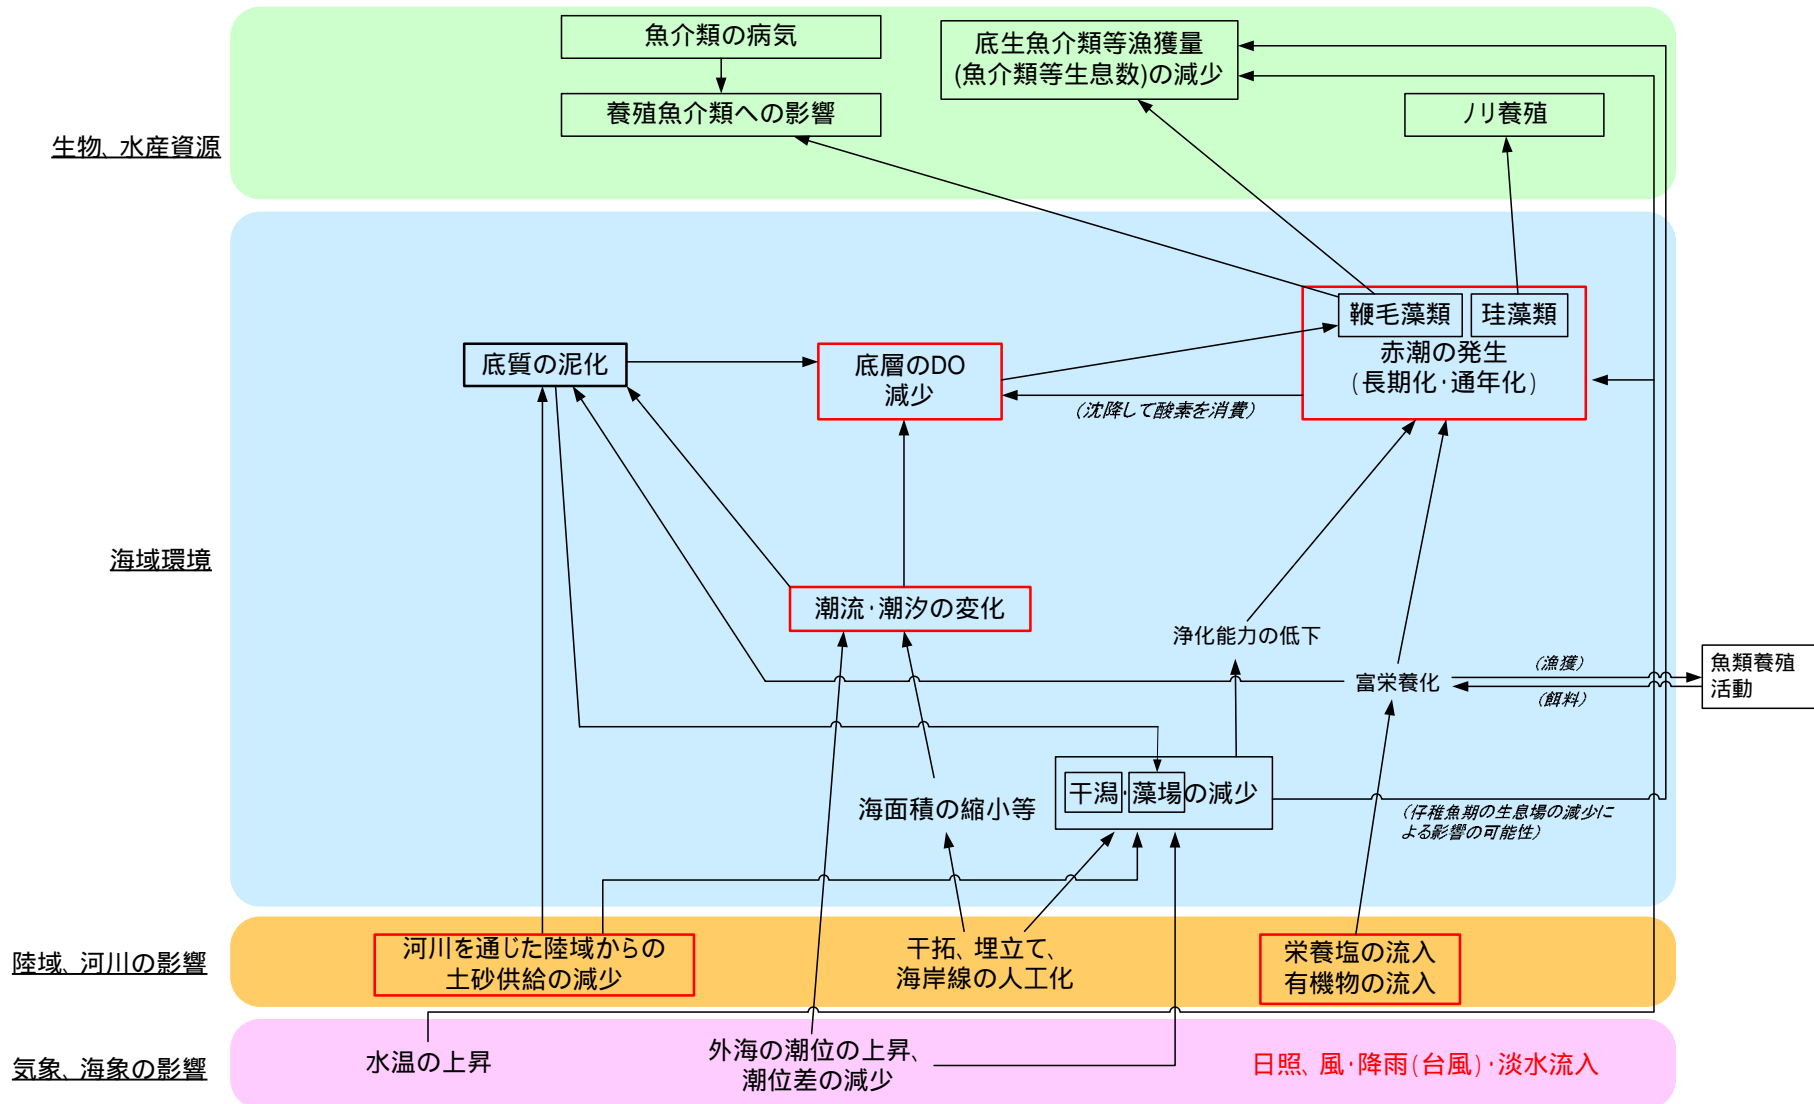 魚介類の病気
養殖魚介類への影響
底生魚介類等漁獲量
(魚介類等生息数)の減少
ノリ養殖
生物、水産資源
鞭毛藻類
珪藻類
赤潮の発生
(長期化・通年化)
底質の泥化
底層のDO
減少
(沈降して酸素を消費)
海域環境
潮流・潮汐の変化
浄化能力の低下
富栄養化
(漁獲)
(餌料)
魚類養殖
活動
海面積の縮小等
干潟・藻場の減少
(仔稚魚期の生息場の減少に
よる影響の可能性)
陸域、河川の影響
河川を通じた陸域からの
土砂供給の減少
干拓、埋立て、
海岸線の人工化
栄養塩の流入
有機物の流入
気象、海象の影響
水温の上昇
外海の潮位の上昇、
潮位差の減少
日照、風・降雨(台風)・淡水流入